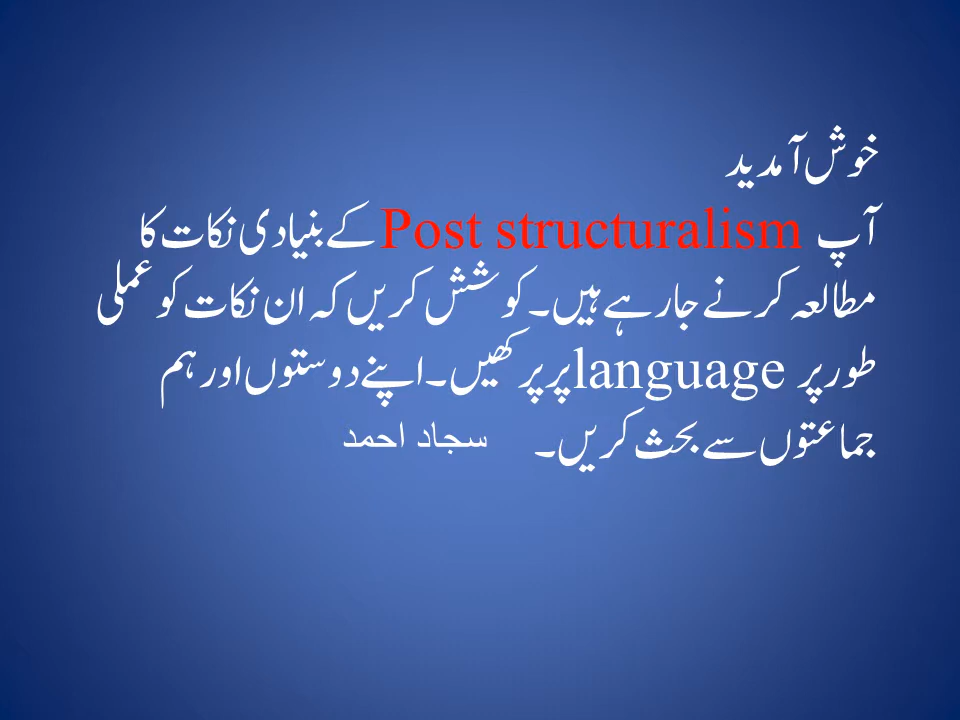 خوش آمدید
آپ Post structuralism کے بنیادی نکات کا
مطالعہ کرنے جارہے ہیں۔ کوشش کریں کہ ان نکات کو عملی
طور پر language پر پرکھیں۔ اپنے دوستوں اور ہم
جماعتوں سے بحث کریں۔ سجاد احمد